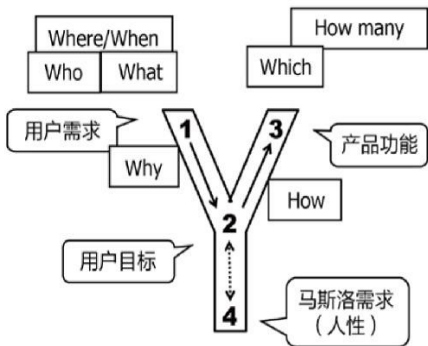 Where/When
How many
Who
What
Which
用户需求
1
3
产品功能
Why
How
2
用户目标
4
马斯洛需求
（人性）